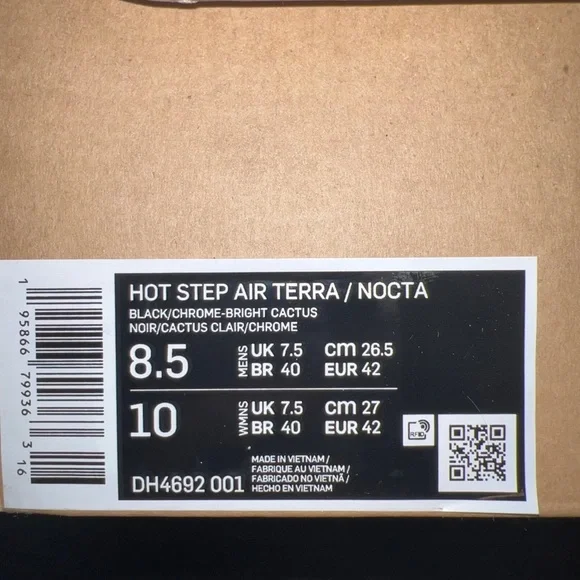 HOT STEP AIR TERRA / NOCTA
BLACK/CHROME-BRIGHT CACTUS
NOIR/CACTUS CLAIR/CHROME
8.5 MENS UK 7.5 CM 26.5
BR 40 EUR 42
10 WMNS UK 7.5 CM 27
BR 40 EUR 42
DH4692 001
MADE IN VIETNAM /
FABRIQUE AU VIETNAM /
FABRICADO NO VIETNÃ /
HECHO EN VIETNAM
RFID
1 95866 79936 3 16